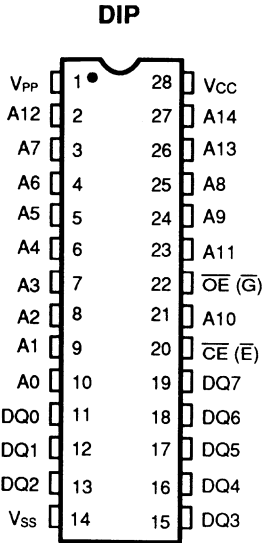 DIP
VPP 1 28 VCC
A12 2 27 A14
A7 3 26 A13
A6 4 25 A8
A5 5 24 A9
A4 6 23 A11
A3 7 22 O̅E̅ (G̅)
A2 8 21 A10
A1 9 20 C̅E̅ (E̅)
A0 10 19 DQ7
DQ0 11 18 DQ6
DQ1 12 17 DQ5
DQ2 13 16 DQ4
VSS 14 15 DQ3